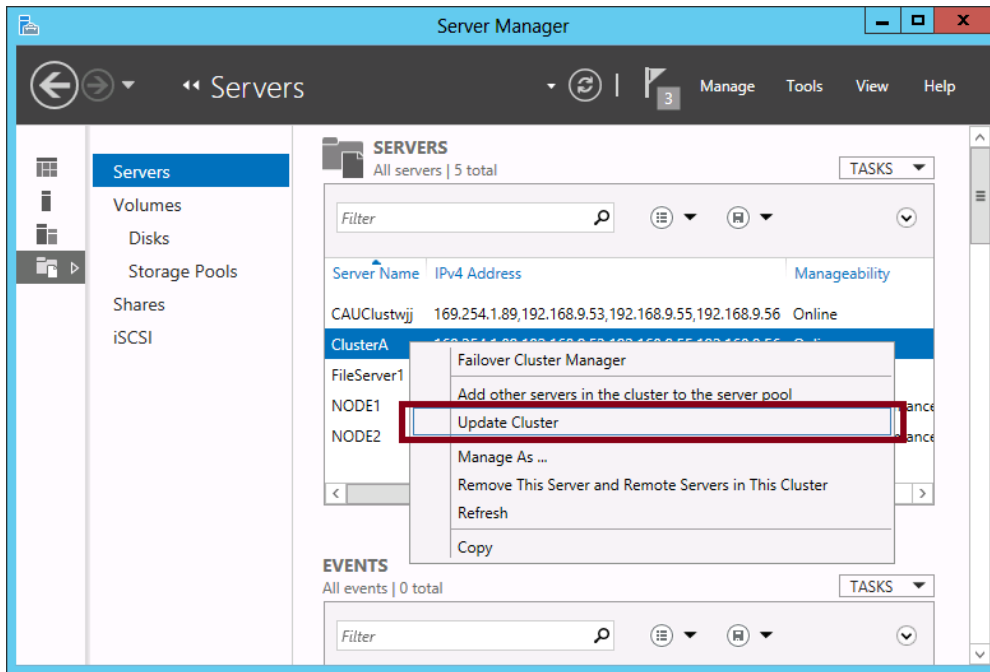 Server Manager
Servers
3
Manage Tools View Help
Servers
Volumes
Disks
Storage Pools
Shares
iSCSI
SERVERS
All servers | 5 total
TASKS
Filter
Server Name IPv4 Address Manageability
CAUClustwjj 169.254.1.89,192.168.9.53,192.168.9.55,192.168.9.56 Online
ClusterA
FileServer1
NODE1
NODE2
Failover Cluster Manager
Add other servers in the cluster to the server pool
Update Cluster
Manage As ...
Remove This Server and Remote Servers in This Cluster
Refresh
Copy
EVENTS
All events | 0 total
TASKS
Filter